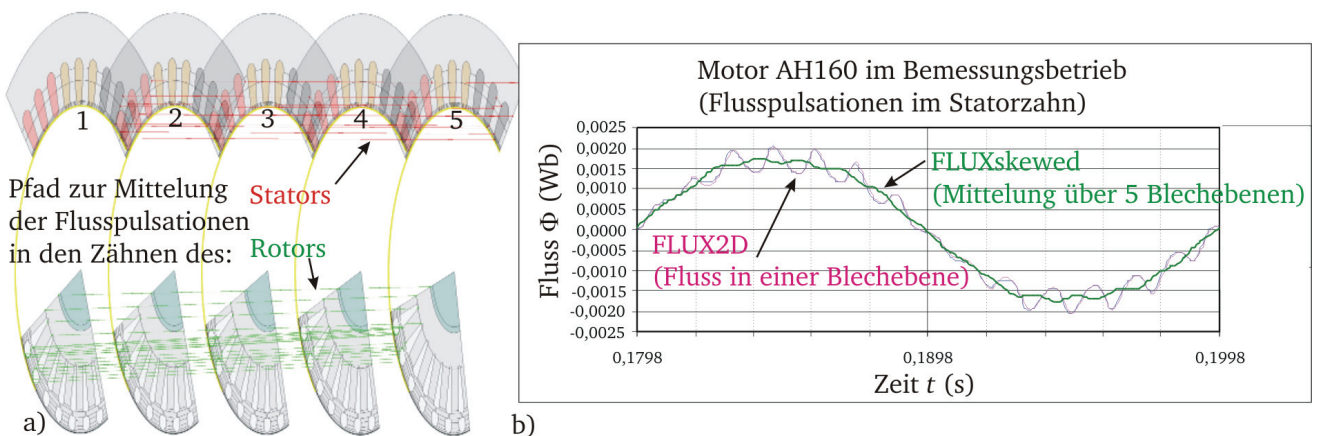 1 2 3 4 5
Pfad zur Mittelung
der Flusspulsationen
in den Zähnen des:
Stators
Rotors
a)
Motor AH160 im Bemessungsbetrieb
(Flusspulsationen im Statorzahn)
Fluss Φ (Wb)
0,0025
0,0020
0,0015
0,0010
0,0005
0,0000
-0,0005
-0,0010
-0,0015
-0,0020
-0,0025
FLUXskewed
(Mittelung über 5 Blechebenen)
FLUX2D
(Fluss in einer Blechebene)
0,1798 0,1898 0,1998
Zeit t (s)
b)